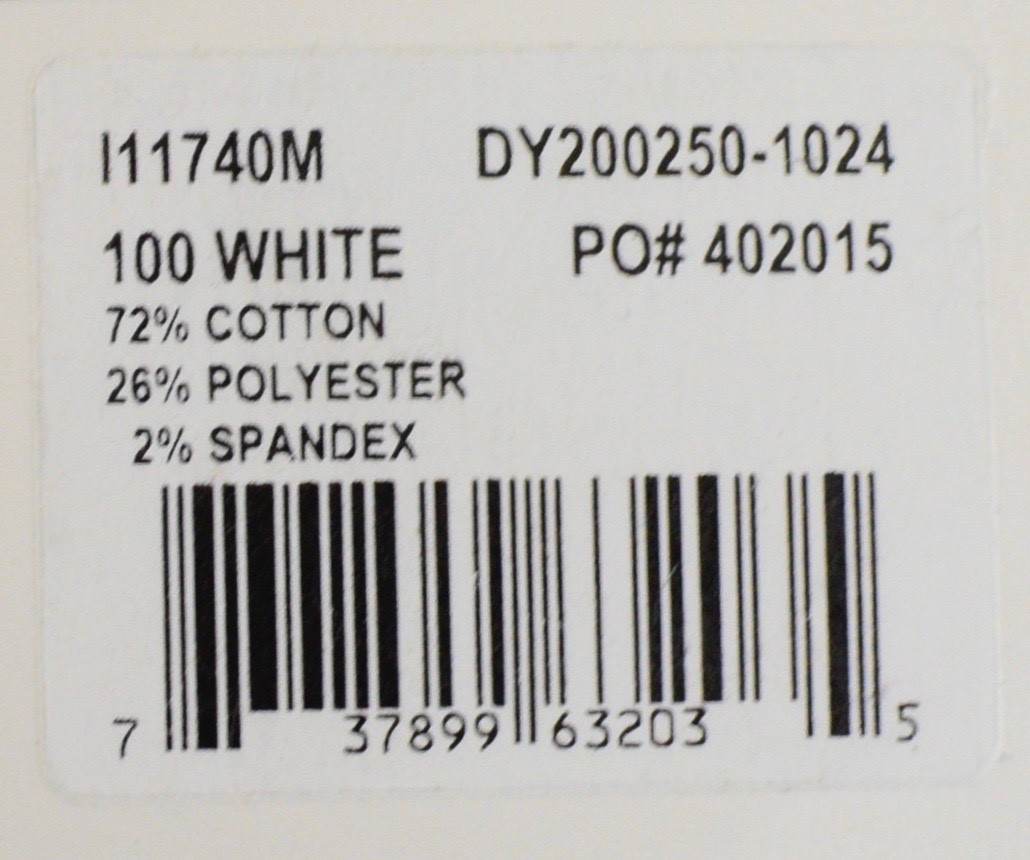 I11740M DY200250-1024
100 WHITE PO# 402015
72% COTTON
26% POLYESTER
2% SPANDEX
7 37899 63203 5